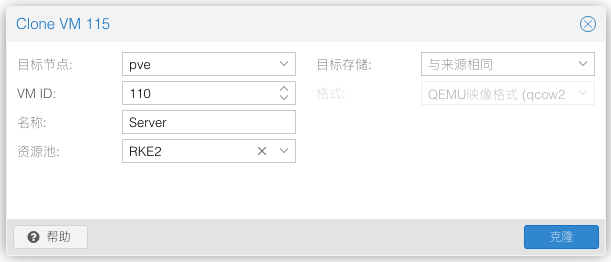 Clone VM 115
目标节点: pve 目标存储: 与来源相同
VM ID: 110 格式: QEMU映像格式 (qcow2
名称: Server
资源池: RKE2
帮助 克隆